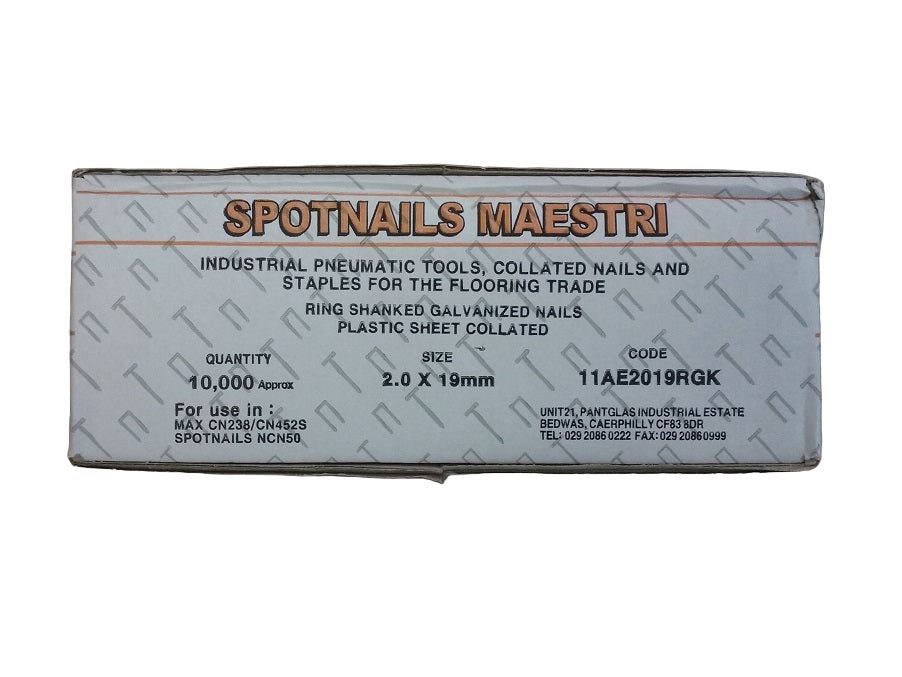 SPOTNAILS MAESTRI
INDUSTRIAL PNEUMATIC TOOLS, COLLATED NAILS AND
STAPLES FOR THE FLOORING TRADE
RING SHANKED GALVANIZED NAILS
PLASTIC SHEET COLLATED
QUANTITY
10,000 Approx
SIZE
2.0 X 19mm
CODE
11AE2019RGK
For use in :
MAX CN238/CN452S
SPOTNAILS NCN50
UNIT21, PANTGLAS INDUSTRIAL ESTATE
BEDWAS, CAERPHILLY CF83 8DR
TEL: 029 2086 0222 FAX: 029 2086 0999